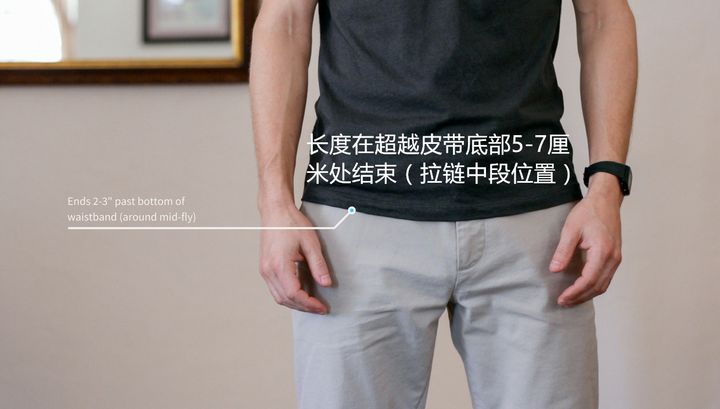 长度在超越皮带底部5-7厘
米处结束（拉链中段位置）
Ends 2-3" past bottom of
waistband (around mid-fly)